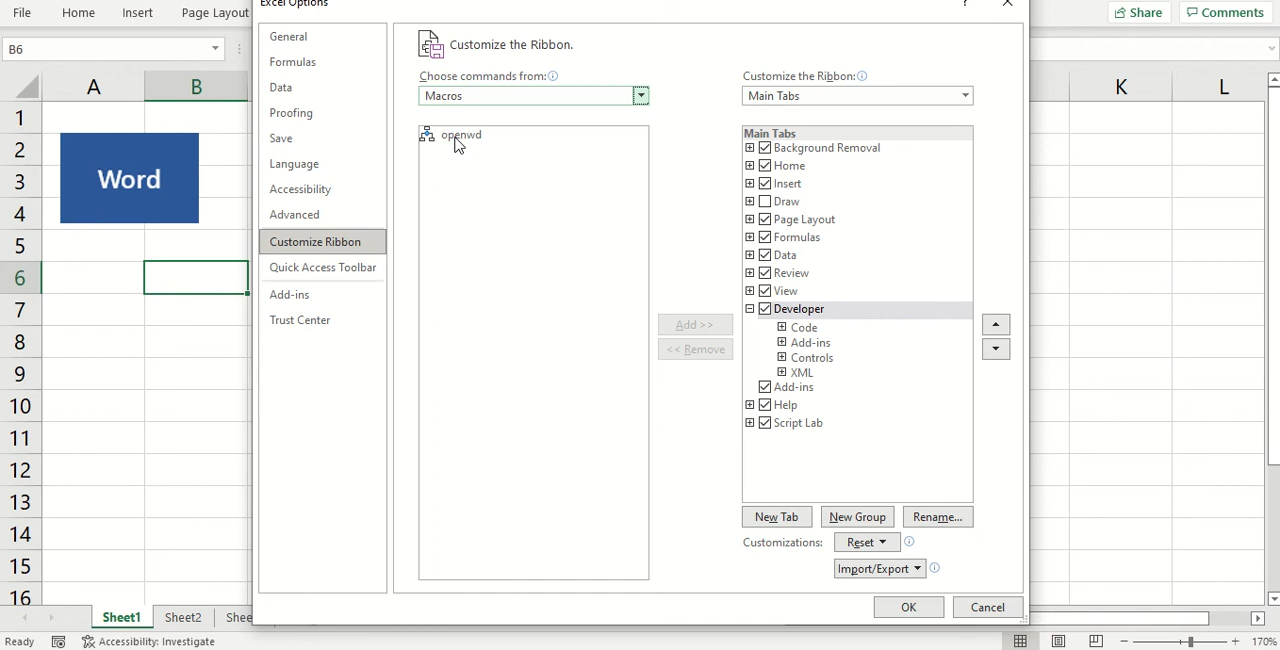 Excel Options
?
File Home Insert Page Layout
Share Comments
B6
A B K L
1
2
3
4
5
6
7
8
9
10
11
12
13
14
15
16
Word
General
Formulas
Data
Proofing
Save
Language
Accessibility
Advanced
Customize Ribbon
Quick Access Toolbar
Add-ins
Trust Center
Customize the Ribbon.
Choose commands from:
Macros
openwd
Add >>
<< Remove
Customize the Ribbon:
Main Tabs
Main Tabs
Background Removal
Home
Insert
Draw
Page Layout
Formulas
Data
Review
View
Developer
Code
Add-ins
Controls
XML
Add-ins
Help
Script Lab
New Tab New Group Rename...
Customizations: Reset
Import/Export
OK Cancel
Sheet1 Sheet2 Shee
Ready Accessibility: Investigate
170%